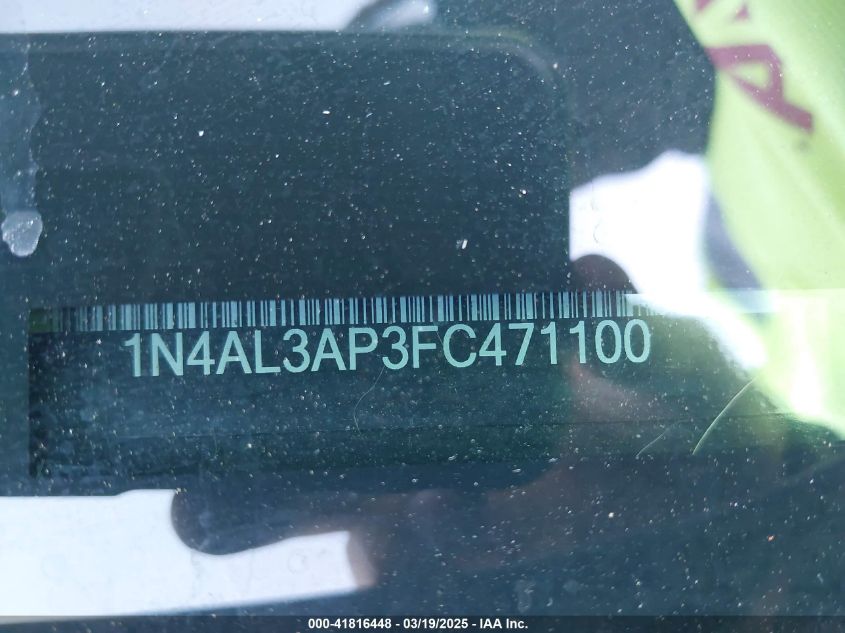 1N4AL3AP3FC471100
000-41816448 - 03/19/2025 - IAA Inc.